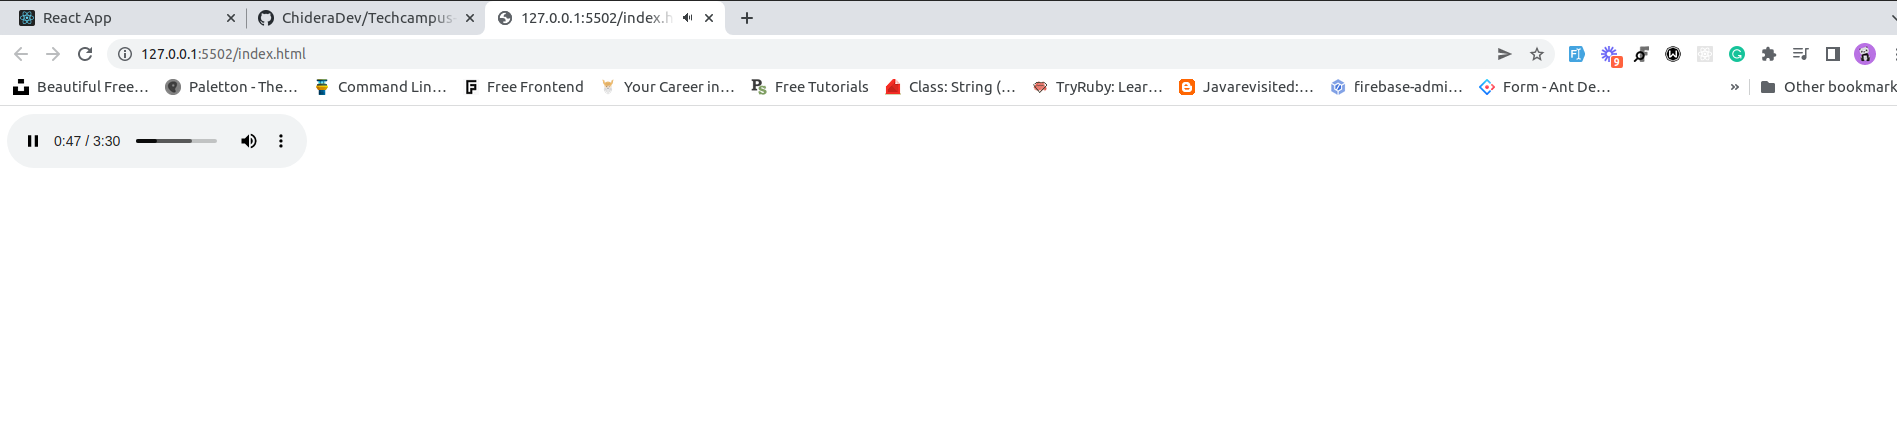 React App ChideraDev/Techcampus 127.0.0.1:5502/index.h
127.0.0.1:5502/index.html 9
Beautiful Free… Paletton - The… Command Lin… Free Frontend Your Career in… Free Tutorials Class: String (… TryRuby: Lear… Javarevisited:… firebase-admi… Form - Ant De… » Other bookmark
0:47 / 3:30